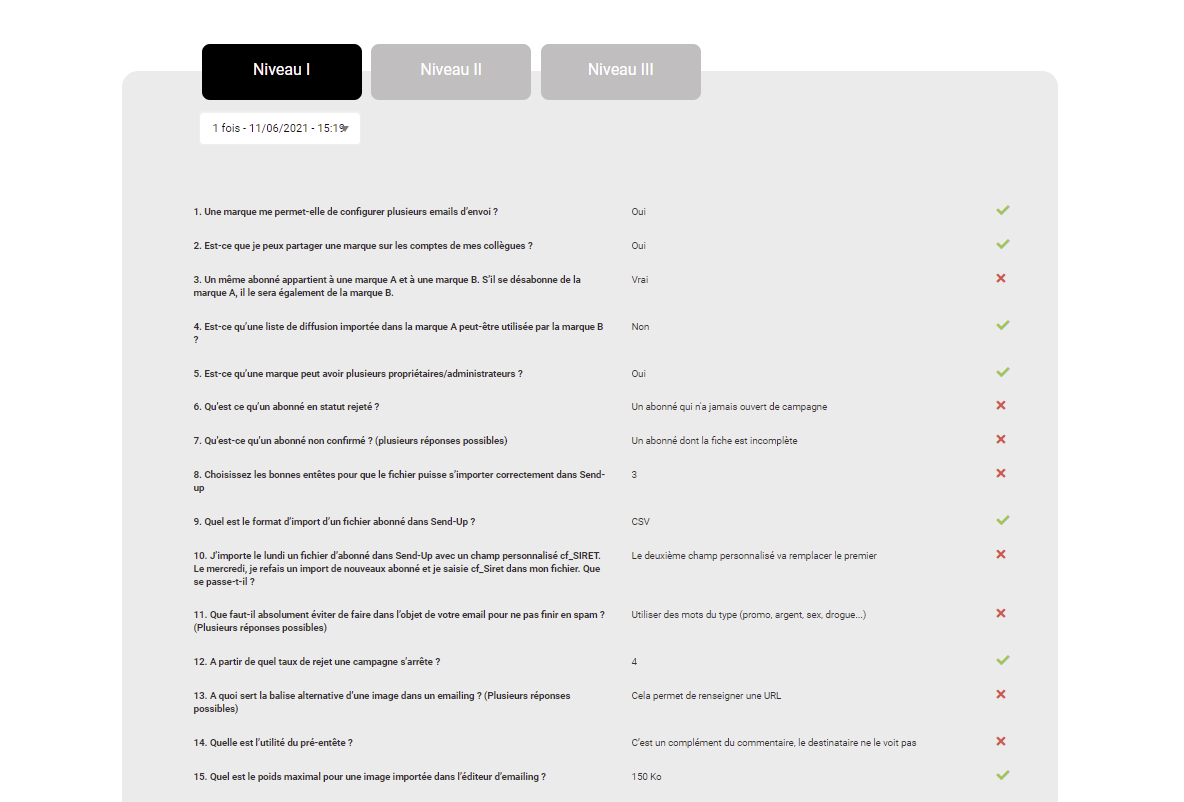 Niveau I
Niveau II
Niveau III
1 fois - 11/06/2021 - 15:19
1. Une marque me permet-elle de configurer plusieurs emails d’envoi ?
Oui
2. Est-ce que je peux partager une marque sur les comptes de mes collègues ?
Oui
3. Un même abonné appartient à une marque A et à une marque B. S’il se désabonne de la
marque A, il le sera également de la marque B.
Vrai
4. Est-ce qu’une liste de diffusion importée dans la marque A peut-être utilisée par la marque B
?
Non
5. Est-ce qu’une marque peut avoir plusieurs propriétaires/administrateurs ?
Oui
6. Qu’est ce qu’un abonné en statut rejeté ?
Un abonné qui n'a jamais ouvert de campagne
7. Qu’est-ce qu’un abonné non confirmé ? (plusieurs réponses possibles)
Un abonné dont la fiche est incomplète
8. Choisissez les bonnes entêtes pour que le fichier puisse s’importer correctement dans Send-
up
3
9. Quel est le format d’import d’un fichier abonné dans Send-Up ?
CSV
10. J’importe le lundi un fichier d’abonné dans Send-Up avec un champ personnalisé cf_SIRET.
Le mercredi, je refais un import de nouveaux abonné et je saisie cf_Siret dans mon fichier. Que
se passe-t-il ?
Le deuxième champ personnalisé va remplacer le premier
11. Que faut-il absolument éviter de faire dans l’objet de votre email pour ne pas finir en spam ?
(Plusieurs réponses possibles)
Utiliser des mots du type (promo, argent, sex, drogue...)
12. A partir de quel taux de rejet une campagne s’arrête ?
4
13. A quoi sert la balise alternative d’une image dans un emailing ? (Plusieurs réponses
possibles)
Cela permet de renseigner une URL
14. Quelle est l’utilité du pré-entête ?
C’est un complément du commentaire, le destinataire ne le voit pas
15. Quel est le poids maximal pour une image importée dans l’éditeur d’emailing ?
150 Ko